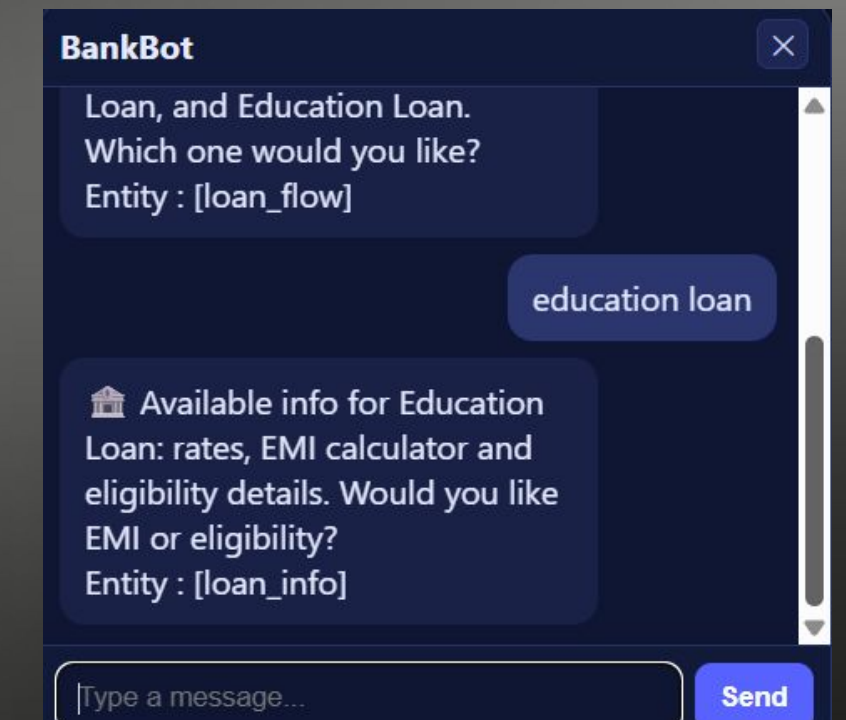 BankBot
Loan, and Education Loan.
Which one would you like?
Entity : [loan_flow]
education loan
🏛 Available info for Education
Loan: rates, EMI calculator and
eligibility details. Would you like
EMI or eligibility?
Entity : [loan_info]
Type a message...
Send